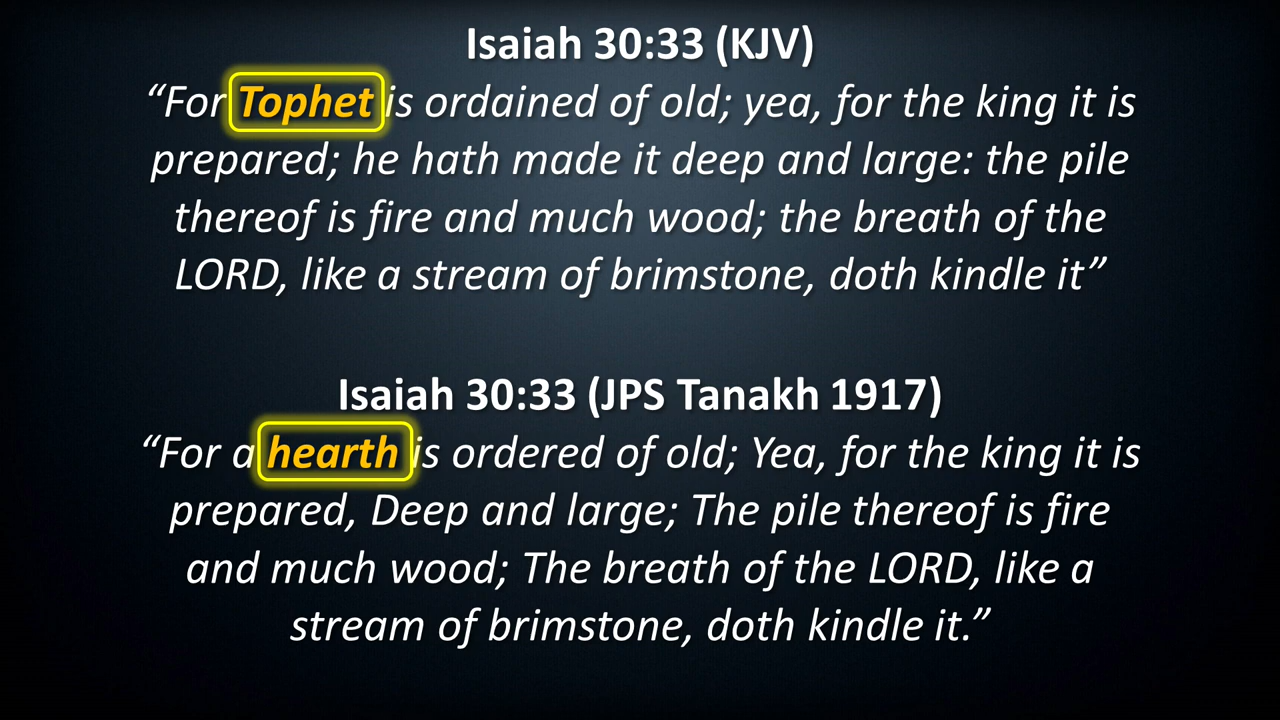 Isaiah 30:33 (KJV)
“For Tophet is ordained of old; yea, for the king it is
prepared; he hath made it deep and large: the pile
thereof is fire and much wood; the breath of the
LORD, like a stream of brimstone, doth kindle it”
Isaiah 30:33 (JPS Tanakh 1917)
“For a hearth is ordered of old; Yea, for the king it is
prepared, Deep and large; The pile thereof is fire
and much wood; The breath of the LORD, like a
stream of brimstone, doth kindle it.”